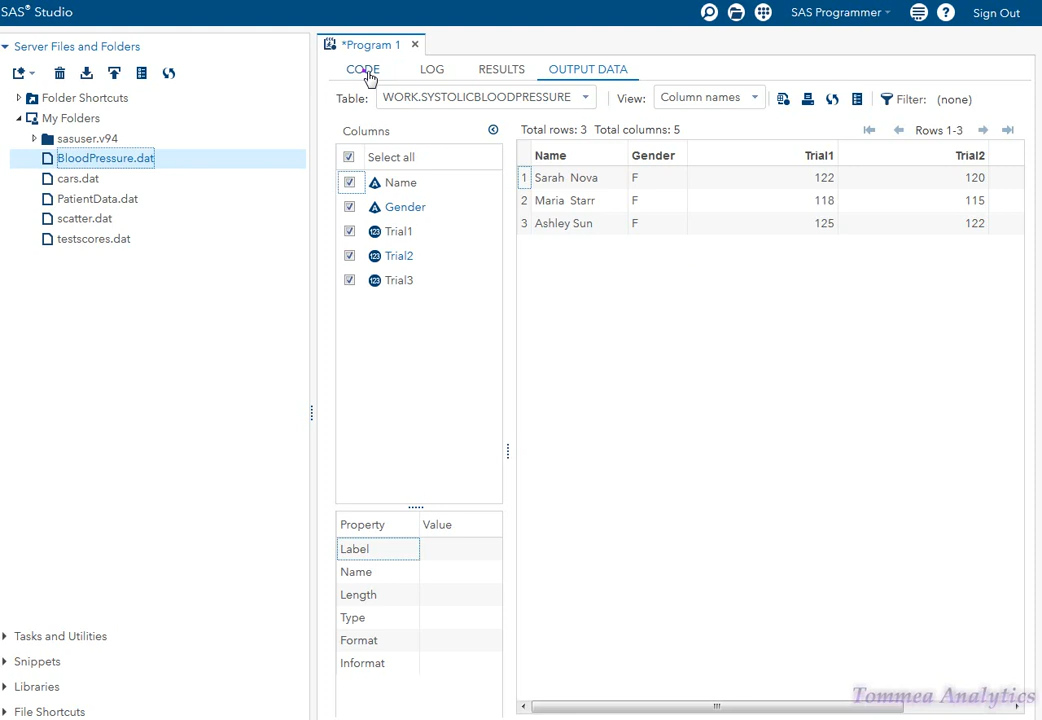 SAS® Studio
SAS Programmer
Sign Out
Server Files and Folders
Folder Shortcuts
My Folders
sasuser.v94
BloodPressure.dat
cars.dat
PatientData.dat
scatter.dat
testscores.dat
Tasks and Utilities
Snippets
Libraries
File Shortcuts
*Program 1
CODE LOG RESULTS OUTPUT DATA
Table: WORK.SYSTOLICBLOODPRESSURE View: Column names Filter: (none)
Columns
Select all
Name
Gender
Trial1
Trial2
Trial3
Property Value
Label
Name
Length
Type
Format
Informat
Total rows: 3 Total columns: 5 Rows 1-3
Name Gender Trial1 Trial2
1 Sarah Nova F 122 120
2 Maria Starr F 118 115
3 Ashley Sun F 125 122
Tommea Analytics